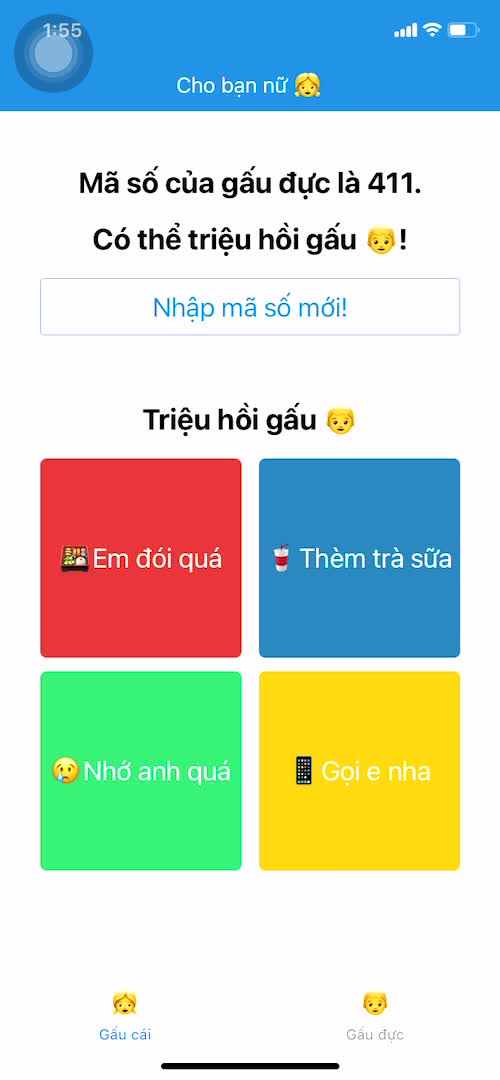 1:55
Cho bạn nữ 👧
Mã số của gấu đực là 411.
Có thể triệu hồi gấu 👨!
Nhập mã số mới!
Triệu hồi gấu 👨
🍱Em đói quá
🥤Thèm trà sữa
😢Nhớ anh quá
📱Gọi e nha
Gấu cái
Gấu đực